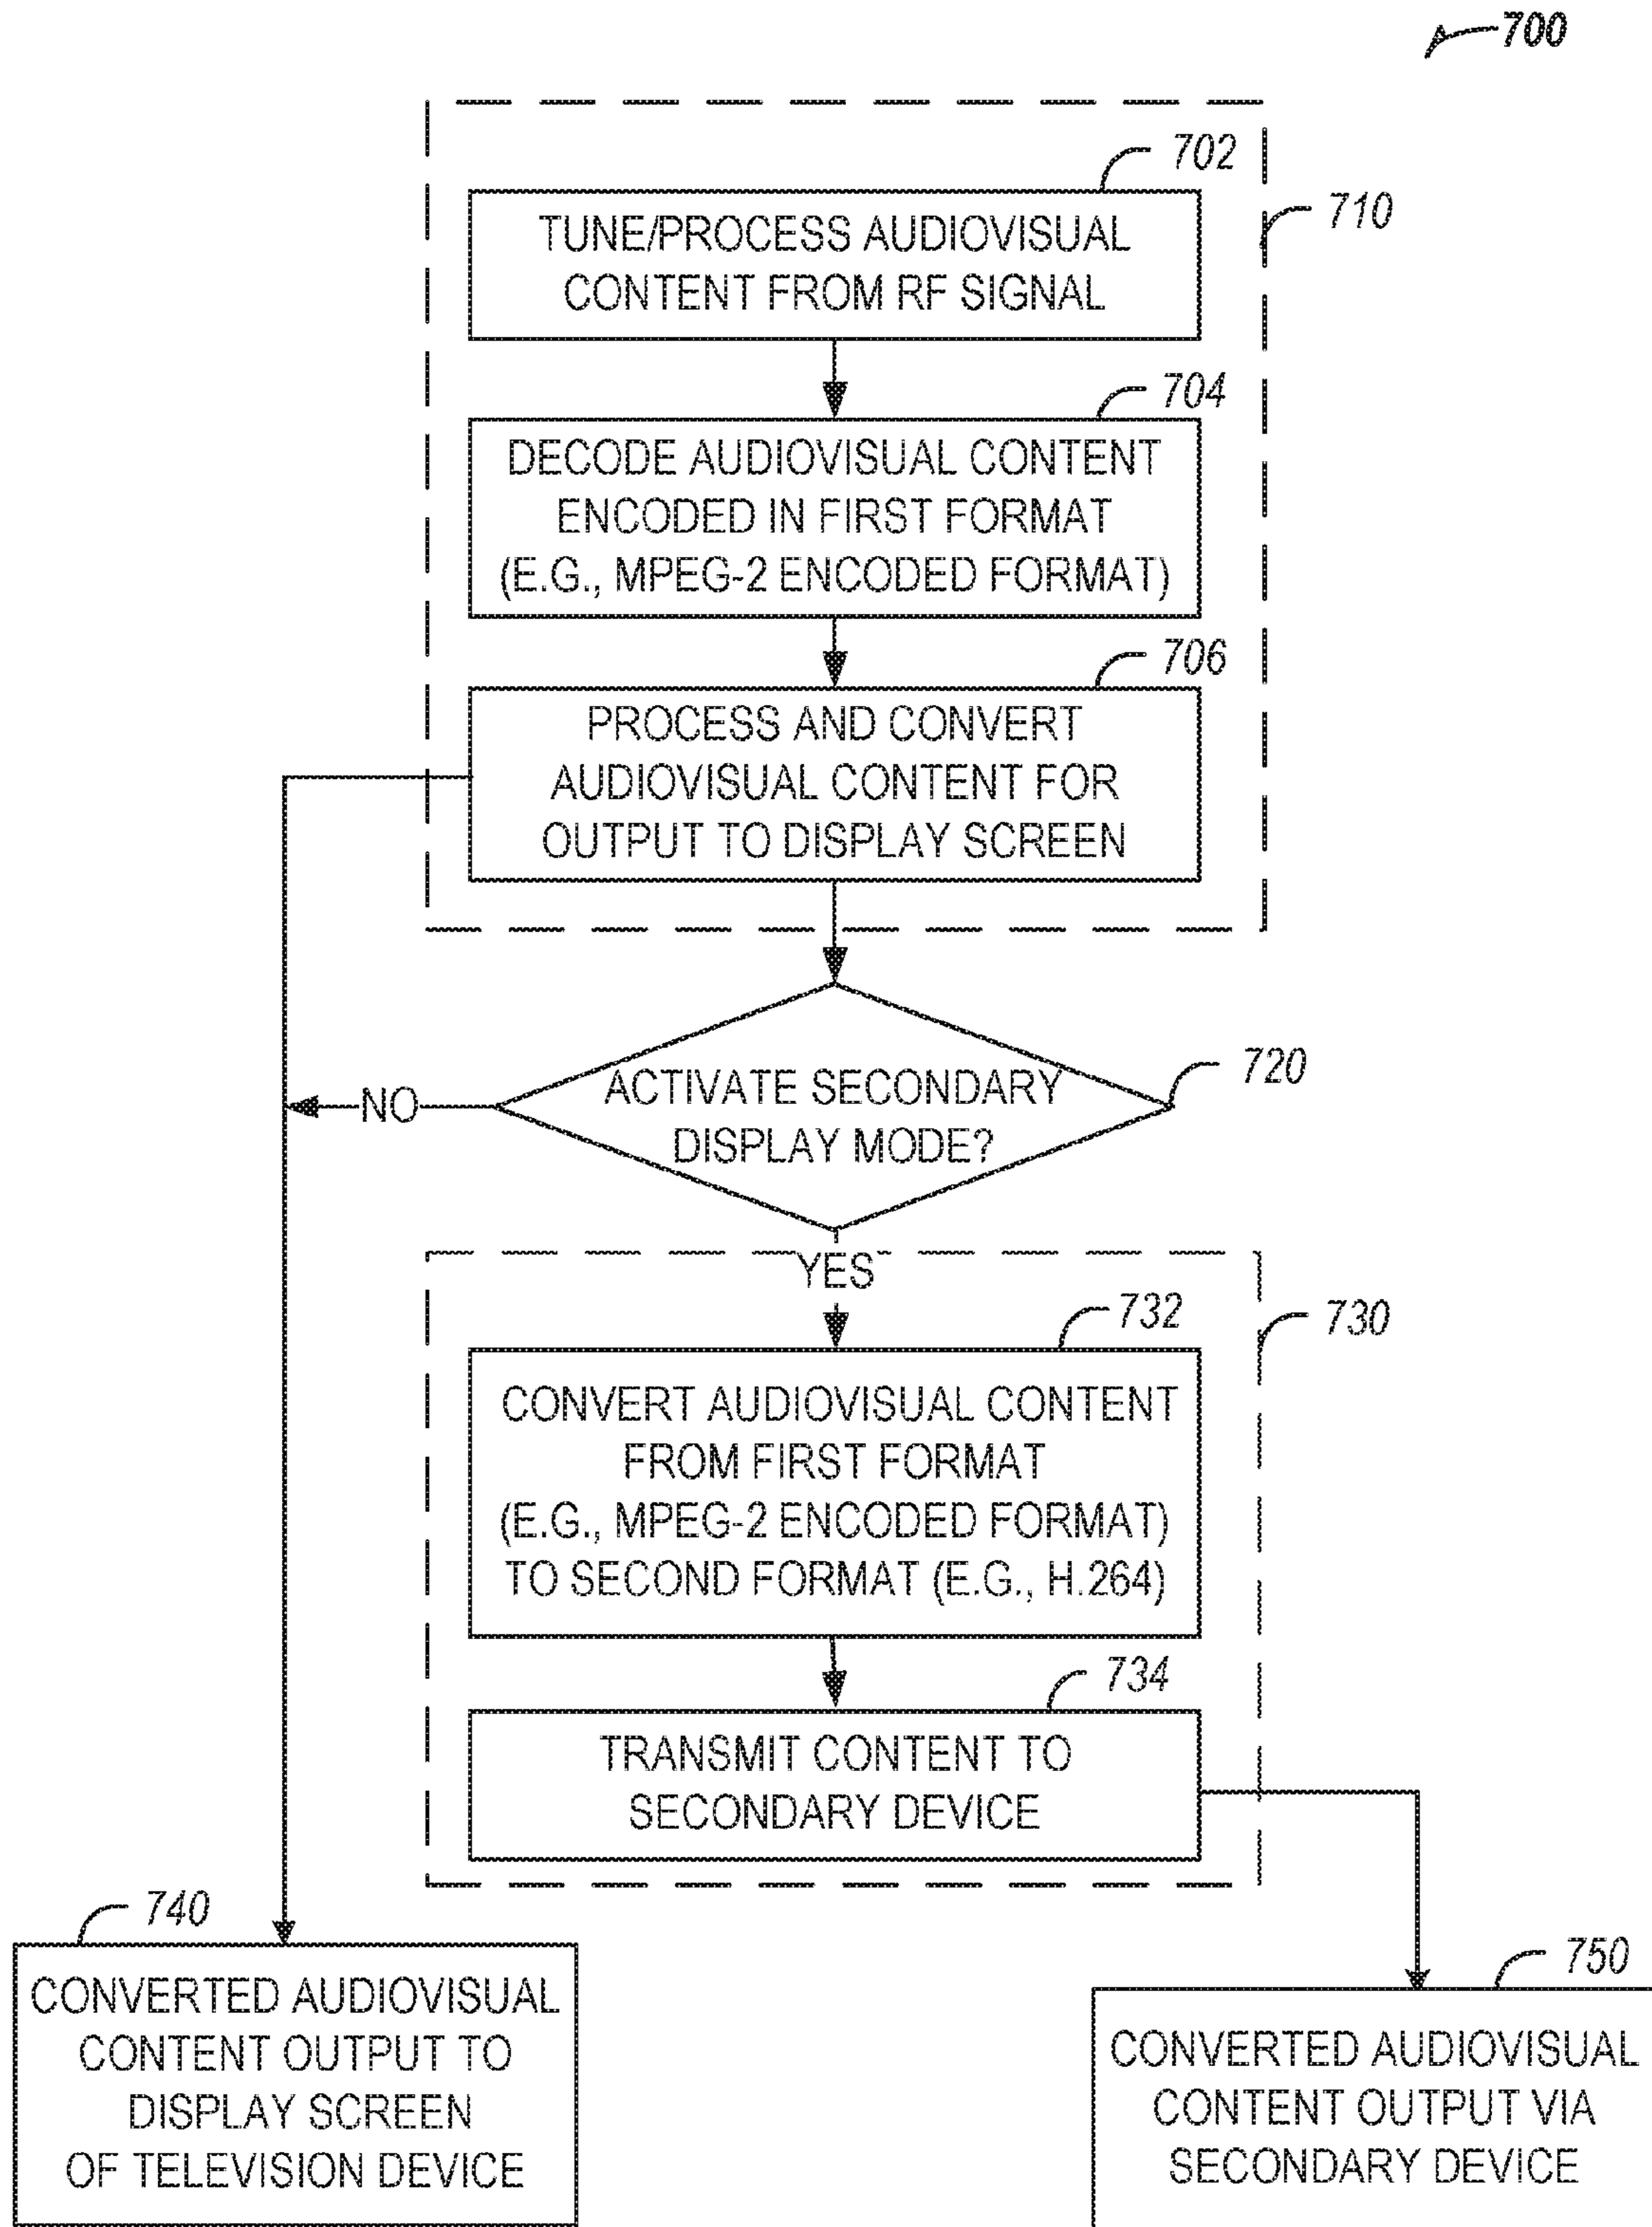 700
702
710
TUNE/PROCESS AUDIOVISUAL
CONTENT FROM RF SIGNAL
704
DECODE AUDIOVISUAL CONTENT
ENCODED IN FIRST FORMAT
(E.G., MPEG-2 ENCODED FORMAT)
706
PROCESS AND CONVERT
AUDIOVISUAL CONTENT FOR
OUTPUT TO DISPLAY SCREEN
720
ACTIVATE SECONDARY
DISPLAY MODE?
NO
YES
732
730
CONVERT AUDIOVISUAL CONTENT
FROM FIRST FORMAT
(E.G., MPEG-2 ENCODED FORMAT)
TO SECOND FORMAT (E.G., H.264)
734
TRANSMIT CONTENT TO
SECONDARY DEVICE
740
CONVERTED AUDIOVISUAL
CONTENT OUTPUT TO
DISPLAY SCREEN
OF TELEVISION DEVICE
750
CONVERTED AUDIOVISUAL
CONTENT OUTPUT VIA
SECONDARY DEVICE